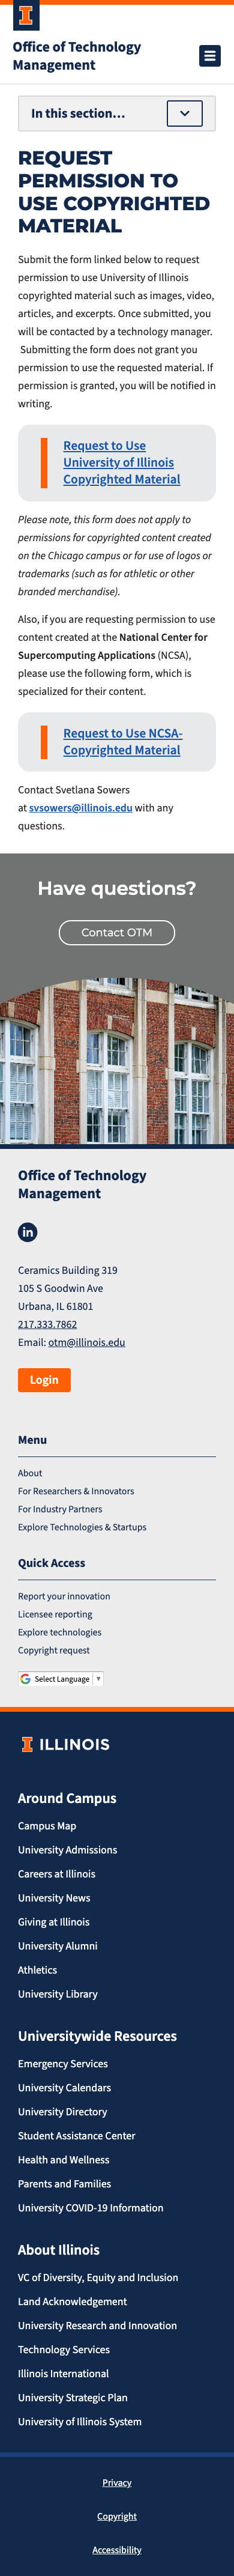 Office of Technology
Management
In this section...
REQUEST
PERMISSION TO
USE COPYRIGHTED
MATERIAL
Submit the form linked below to request
permission to use University of Illinois
copyrighted material such as images, video,
articles, and excerpts. Once submitted, you
will be contacted by a technology manager.
Submitting the form does not grant you
permission to use the requested material. If
permission is granted, you will be notified in
writing.
Request to Use
University of Illinois
Copyrighted Material
Please note, this form does not apply to
permissions for copyrighted content created
on the Chicago campus or for use of logos or
trademarks (such as for athletic or other
branded merchandise).
Also, if you are requesting permission to use
content created at the National Center for
Supercomputing Applications (NCSA),
please use the following form, which is
specialized for their content.
Request to Use NCSA-
Copyrighted Material
Contact Svetlana Sowers
at svsowers@illinois.edu with any
questions.
Have questions?
Contact OTM
Office of Technology
Management
in
Ceramics Building 319
105 S Goodwin Ave
Urbana, IL 61801
217.333.7862
Email: otm@illinois.edu
Login
Menu
About
For Researchers & Innovators
For Industry Partners
Explore Technologies & Startups
Quick Access
Report your innovation
Licensee reporting
Explore technologies
Copyright request
Select Language
ILLINOIS
Around Campus
Campus Map
University Admissions
Careers at Illinois
University News
Giving at Illinois
University Alumni
Athletics
University Library
Universitywide Resources
Emergency Services
University Calendars
University Directory
Student Assistance Center
Health and Wellness
Parents and Families
University COVID-19 Information
About Illinois
VC of Diversity, Equity and Inclusion
Land Acknowledgement
University Research and Innovation
Technology Services
Illinois International
University Strategic Plan
University of Illinois System
Privacy
Copyright
Accessibility